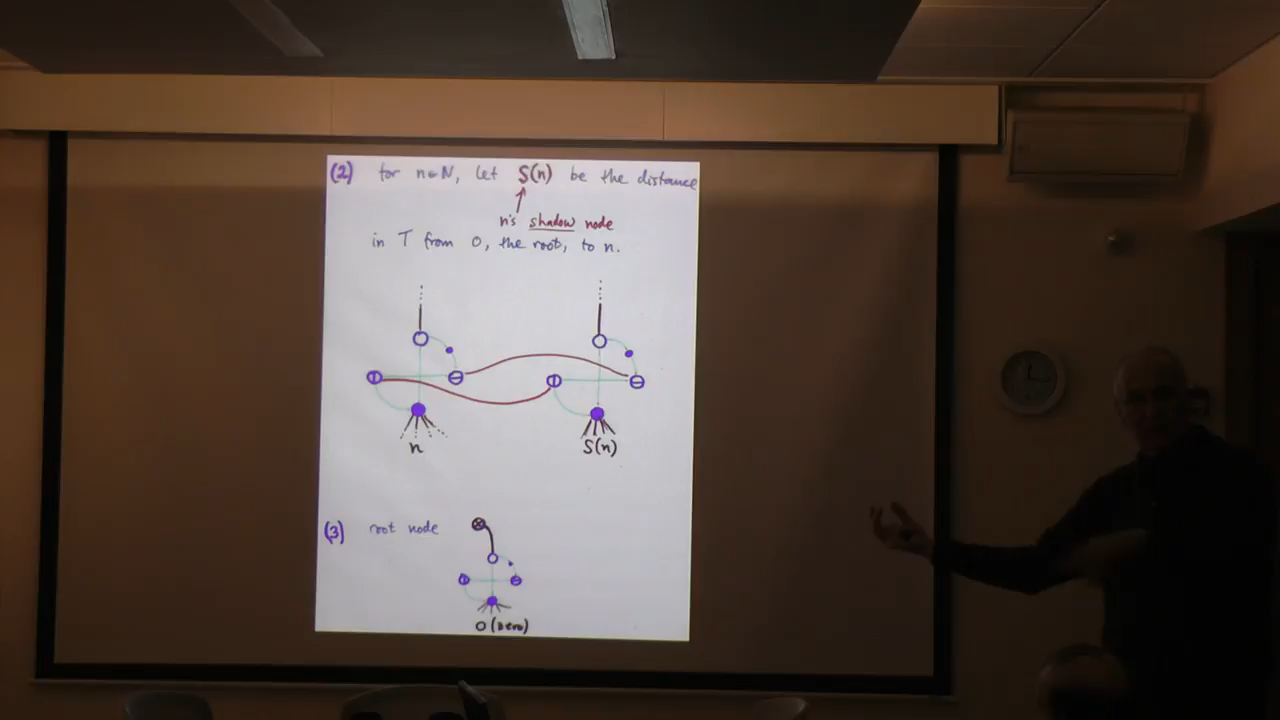 (2) for n∈N, let S(n) be the distance
n's shadow node
in T from 0, the root, to n.
n S(n)
(3) root node
0 (zero)